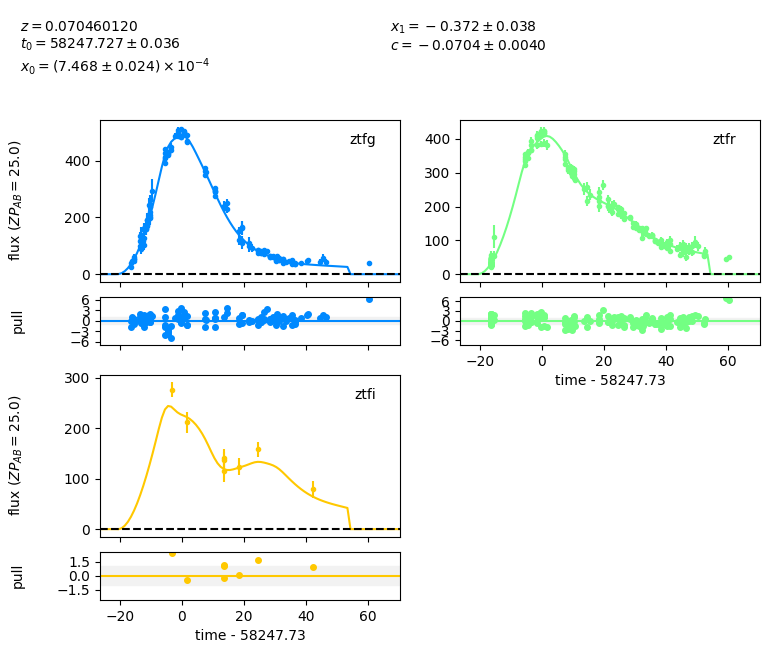 z = 0.070460120
t₀ = 58247.727 ± 0.036
x₀ = (7.468 ± 0.024) × 10⁻⁴
x₁ = −0.372 ± 0.038
c = −0.0704 ± 0.0040
ztfg
flux (ZP_AB = 25.0)
400
200
0
pull
6
3
0
−3
−6
ztfr
400
300
200
100
0
6
3
0
−3
−6
−20 0 20 40 60
time - 58247.73
ztfi
flux (ZP_AB = 25.0)
300
200
100
0
pull
1.5
0.0
−1.5
−20 0 20 40 60
time - 58247.73